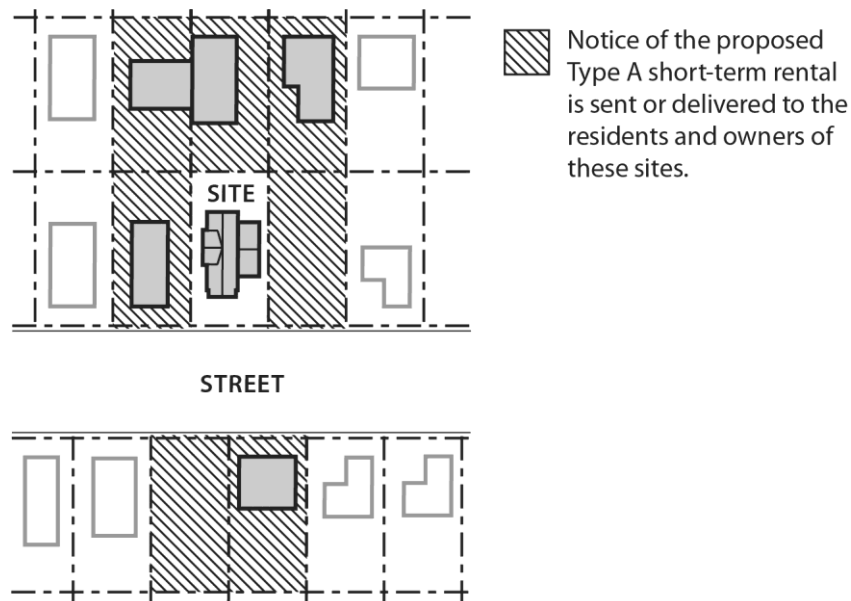 Notice of the proposed
Type A short-term rental
is sent or delivered to the
residents and owners of
these sites.
SITE
STREET